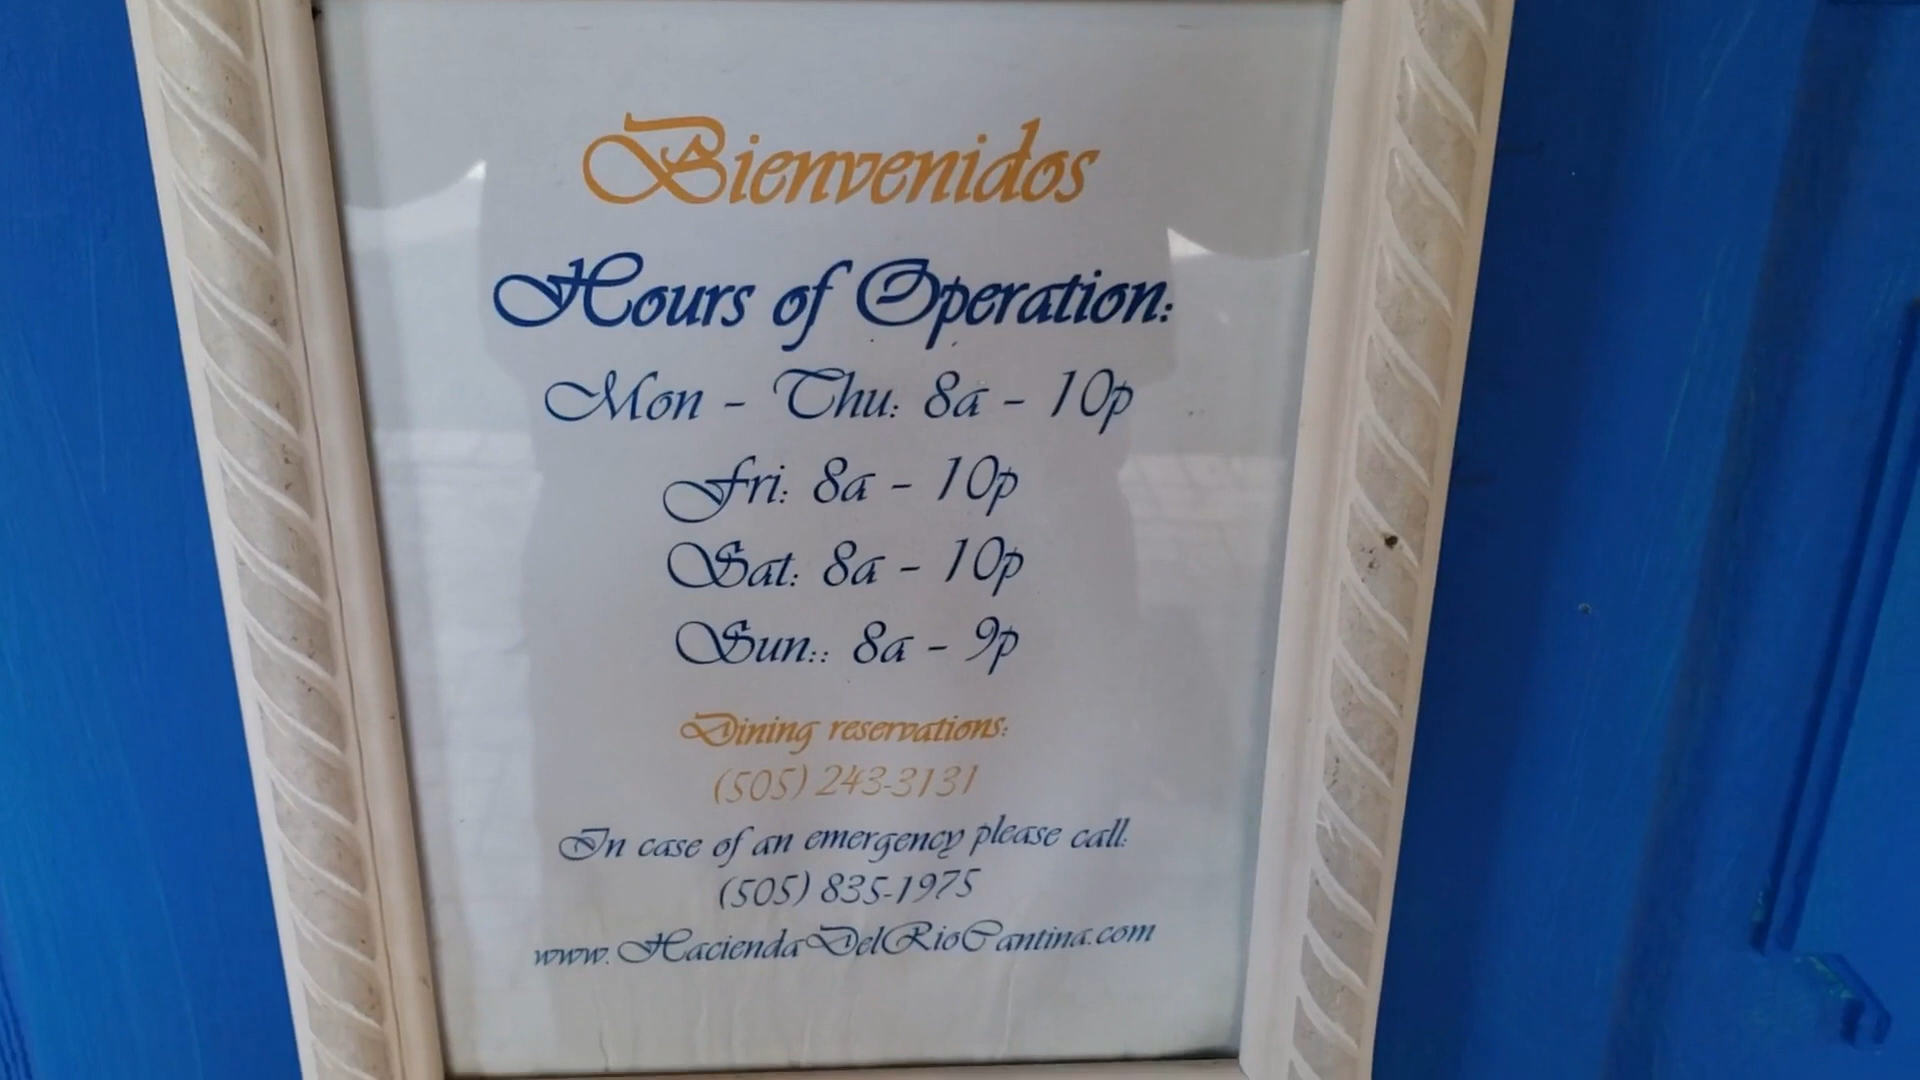 Bienvenidos
Hours of Operation:
Mon - Thu: 8a - 10p
Fri: 8a - 10p
Sat: 8a - 10p
Sun:: 8a - 9p
Dining reservations:
(505) 243-3131
In case of an emergency please call:
(505) 835-1975
www.HaciendaDelRioCantina.com